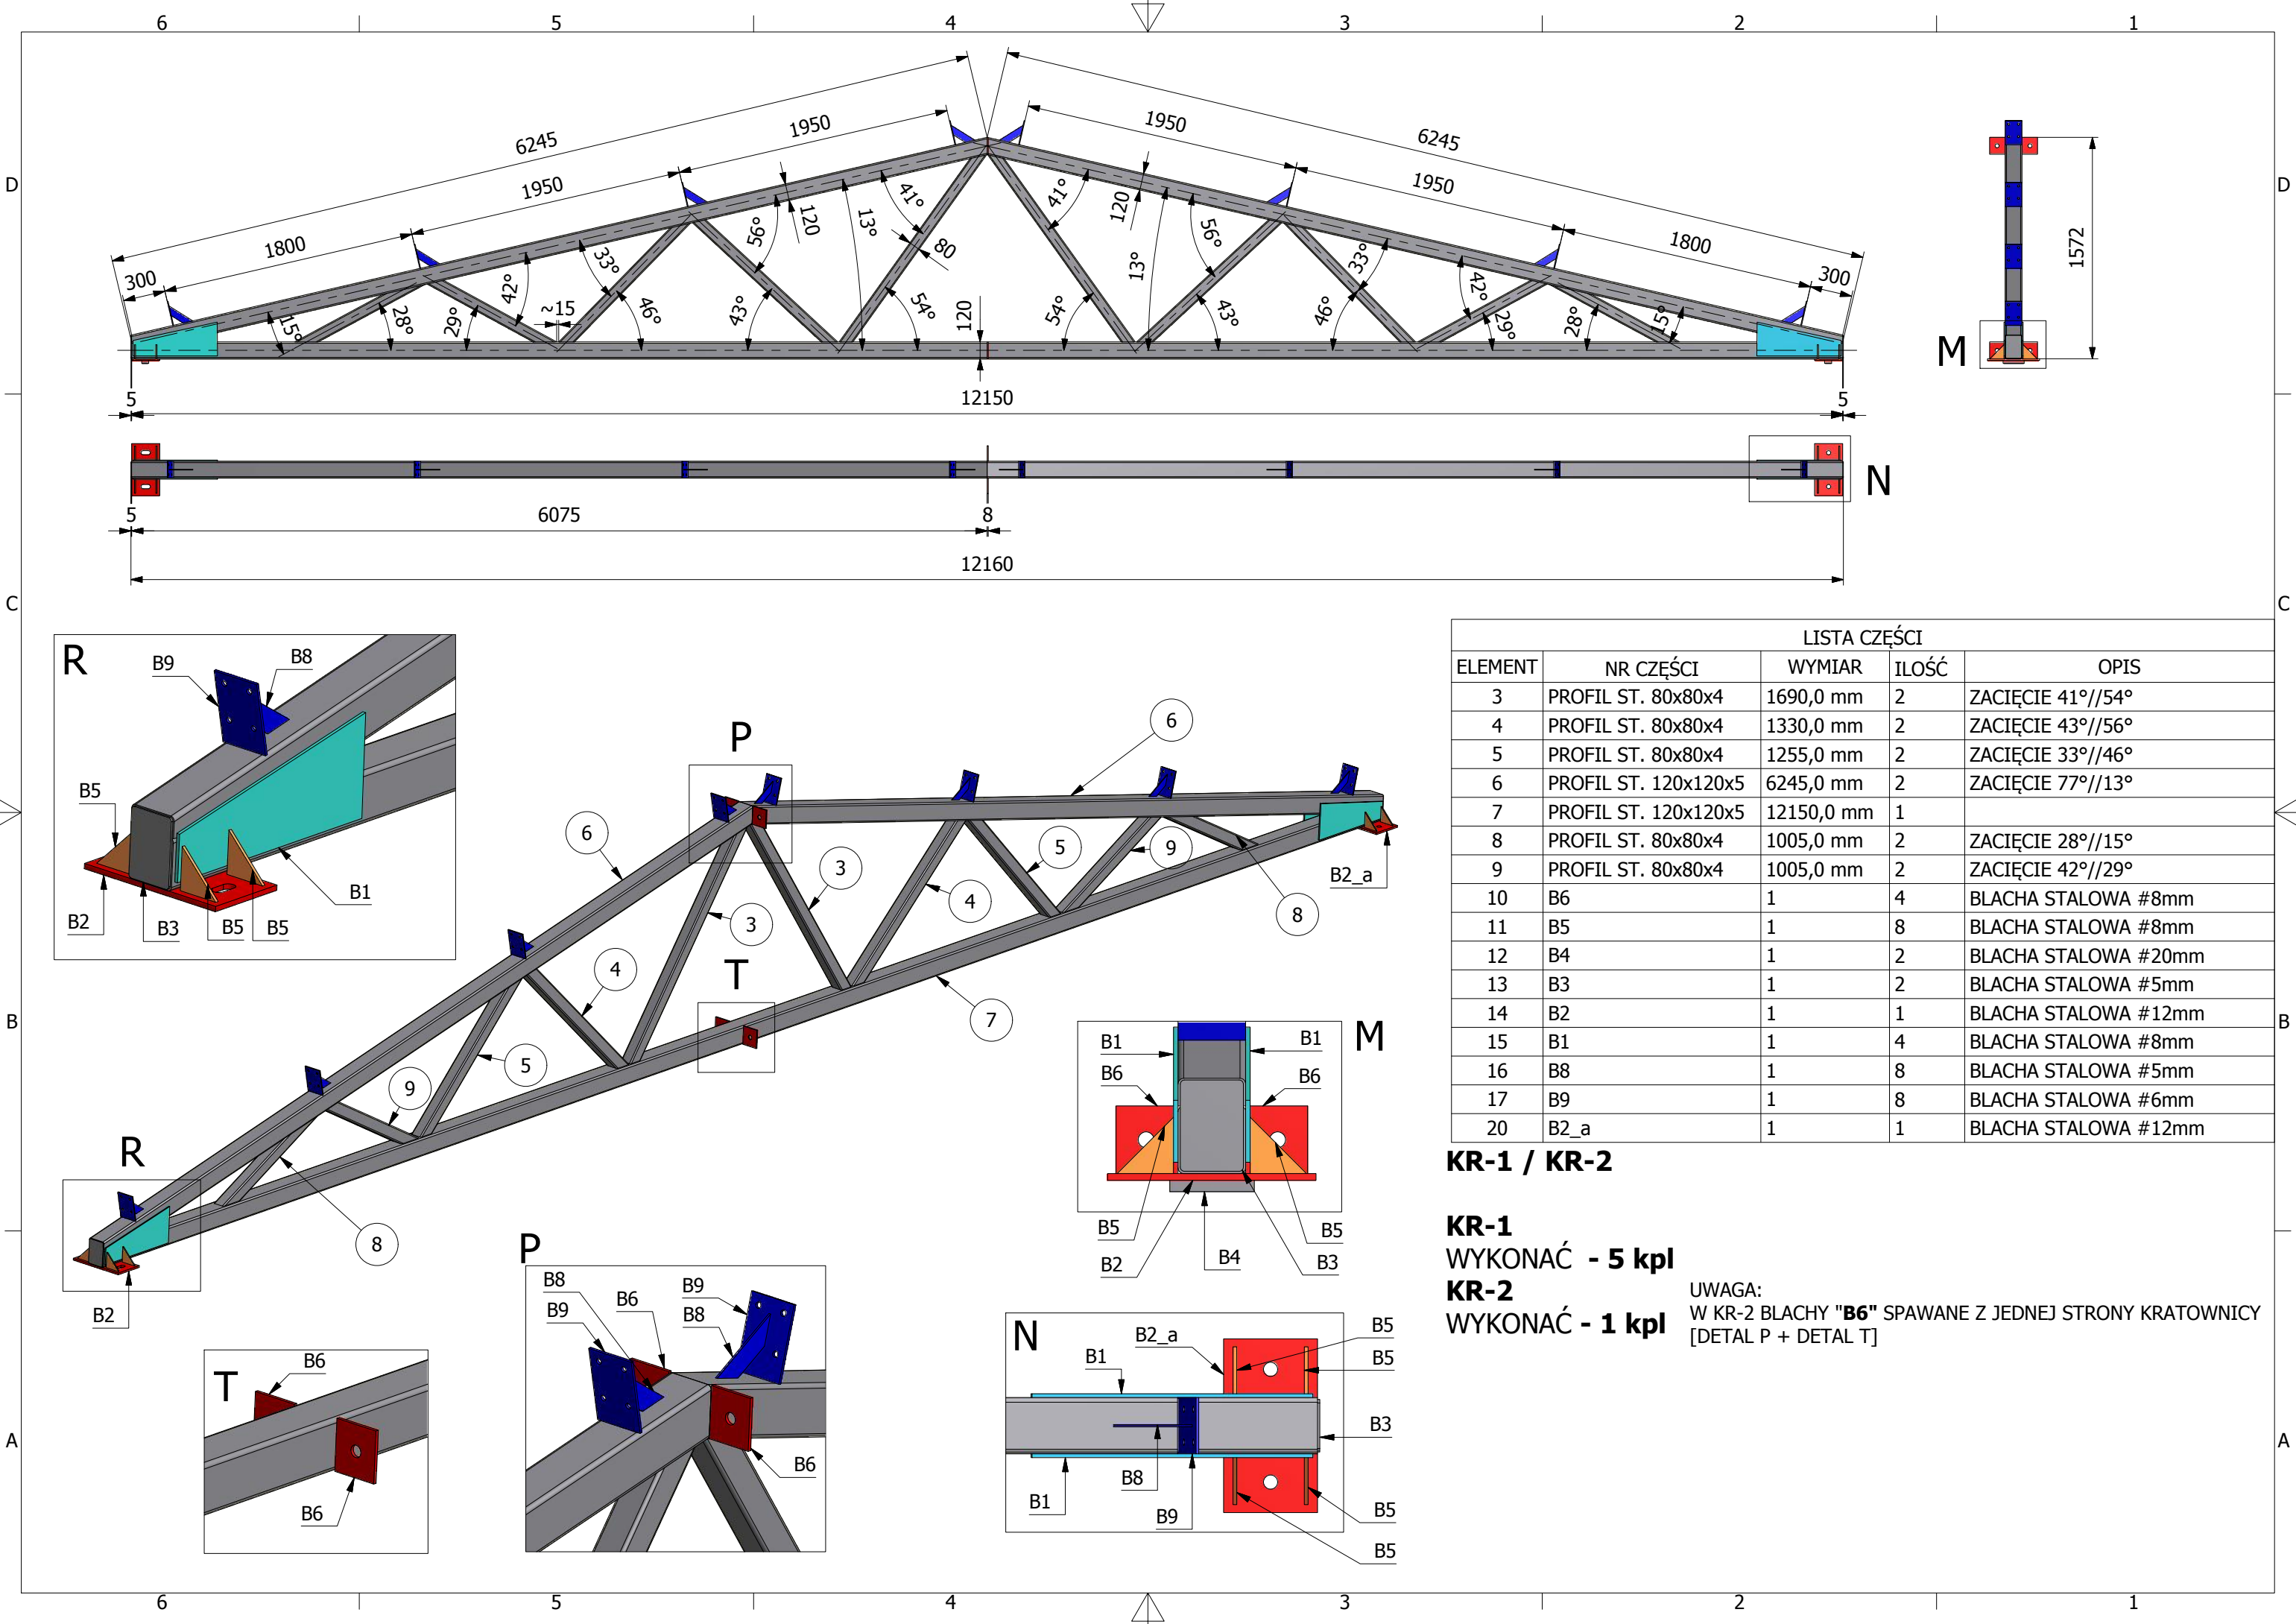 6 5 4 3 2 1
D
D
6245
6245
1950
1950
1950
1950
1800
1800
300
300
120
120
13°
13°
41°
41°
80
56°
56°
33°
33°
42°
42°
~15
46°
46°
43°
43°
54°
54°
120
15°
15°
28°
28°
29°
29°
1572
M
5
12150
5
N
5
6075
8
12160
C
C
R
B9
B8
B5
B2
B3
B5
B5
B1
P
6
6
3
3
4
4
5
5
9
9
8
8
7
T
R
B2
B2_a
LISTA CZĘŚCI
ELEMENT NR CZĘŚCI WYMIAR ILOŚĆ OPIS
3 PROFIL ST. 80x80x4 1690,0 mm 2 ZACIĘCIE 41°//54°
4 PROFIL ST. 80x80x4 1330,0 mm 2 ZACIĘCIE 43°//56°
5 PROFIL ST. 80x80x4 1255,0 mm 2 ZACIĘCIE 33°//46°
6 PROFIL ST. 120x120x5 6245,0 mm 2 ZACIĘCIE 77°//13°
7 PROFIL ST. 120x120x5 12150,0 mm 1
8 PROFIL ST. 80x80x4 1005,0 mm 2 ZACIĘCIE 28°//15°
9 PROFIL ST. 80x80x4 1005,0 mm 2 ZACIĘCIE 42°//29°
10 B6 1 4 BLACHA STALOWA #8mm
11 B5 1 8 BLACHA STALOWA #8mm
12 B4 1 2 BLACHA STALOWA #20mm
13 B3 1 2 BLACHA STALOWA #5mm
14 B2 1 1 BLACHA STALOWA #12mm
15 B1 1 4 BLACHA STALOWA #8mm
16 B8 1 8 BLACHA STALOWA #5mm
17 B9 1 8 BLACHA STALOWA #6mm
20 B2_a 1 1 BLACHA STALOWA #12mm
B
B
M
B1
B1
B6
B6
B5
B5
B2
B4
B3
KR-1 / KR-2
KR-1
WYKONAĆ - 5 kpl
KR-2
WYKONAĆ - 1 kpl
UWAGA:
W KR-2 BLACHY "B6" SPAWANE Z JEDNEJ STRONY KRATOWNICY
[DETAL P + DETAL T]
T
B6
B6
P
B8
B9
B6
B9
B8
B6
N
B2_a
B5
B1
B5
B3
B8
B1
B9
B5
B5
A
A
6 5 4 3 2 1